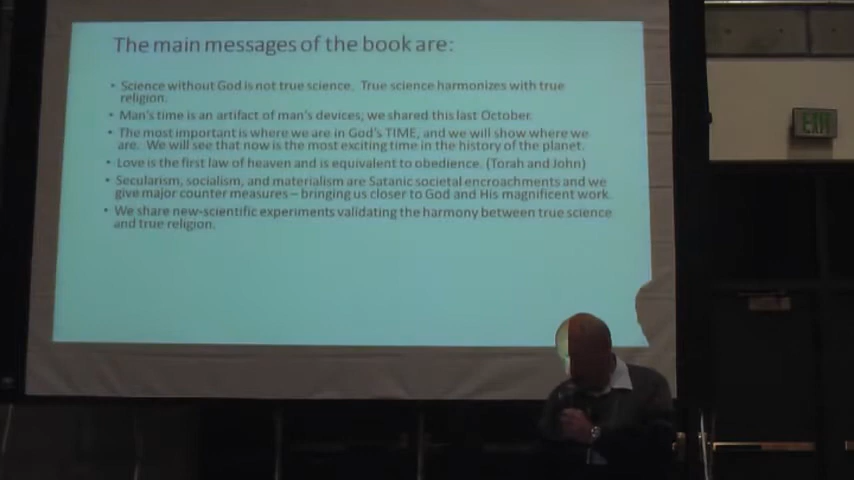 The main messages of the book are:
• Science without God is not true science. True science harmonizes with true
religion.
• Man's time is an artifact of man's devices, we shared this last October.
• The most important is where we are in God's TIME, and we will show where we
are. We will see that now is the most exciting time in the history of the planet.
• Love is the first law of heaven and is equivalent to obedience. (Torah and John)
• Secularism, socialism, and materialism are Satanic societal encroachments and we
give major counter measures – bringing us closer to God and His magnificent work.
• We share new-scientific experiments validating the harmony between true science
and true religion.
EXIT